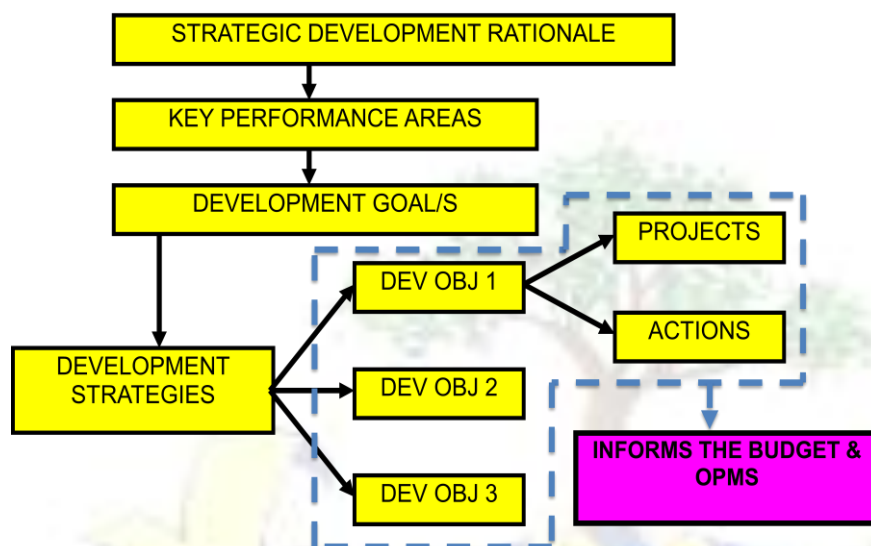 STRATEGIC DEVELOPMENT RATIONALE
KEY PERFORMANCE AREAS
DEVELOPMENT GOAL/S
PROJECTS
DEV OBJ 1
ACTIONS
DEVELOPMENT
STRATEGIES
DEV OBJ 2
INFORMS THE BUDGET &
OPMS
DEV OBJ 3